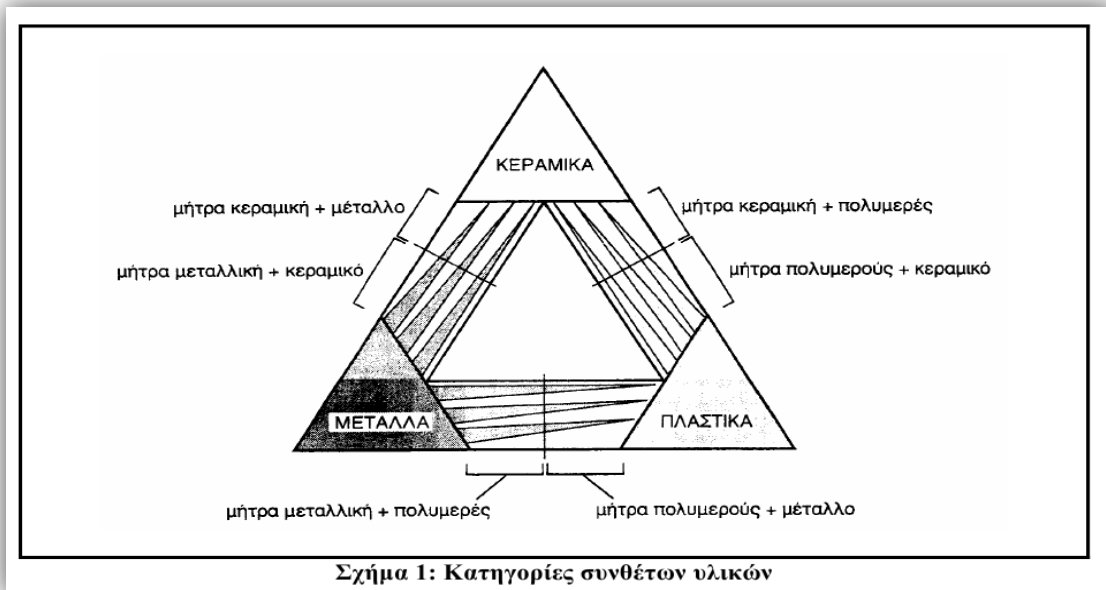 ΚΕΡΑΜΙΚΑ
μήτρα κεραμική + μέταλλο
μήτρα κεραμική + πολυμερές
μήτρα μεταλλική + κεραμικό
μήτρα πολυμερούς + κεραμικό
ΜΕΤΑΛΛΑ
ΠΛΑΣΤΙΚΑ
μήτρα μεταλλική + πολυμερές
μήτρα πολυμερούς + μέταλλο
Σχήμα 1: Κατηγορίες συνθέτων υλικών